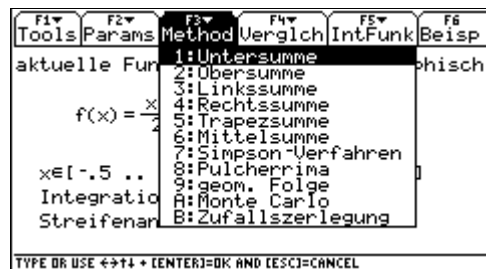 F1 F2 F3 F4 F5 F6
Tools Params Method Verglch IntFunk Beisp
1:Untersumme
aktuelle Fun phisch
2:Obersumme
3:Linkssumme
4:Rechtssumme
f(x) = x
5:Trapezsumme
6:Mittelsumme
7:Simpson-Verfahren
x∈[-.5 .. ]
8:Pulcherrima
9:geom. Folge
Integratio
A:Monte Carlo
Streifenan
B:Zufallszerlegung
TYPE OR USE ←→↑↓ + [ENTER]=OK AND [ESC]=CANCEL